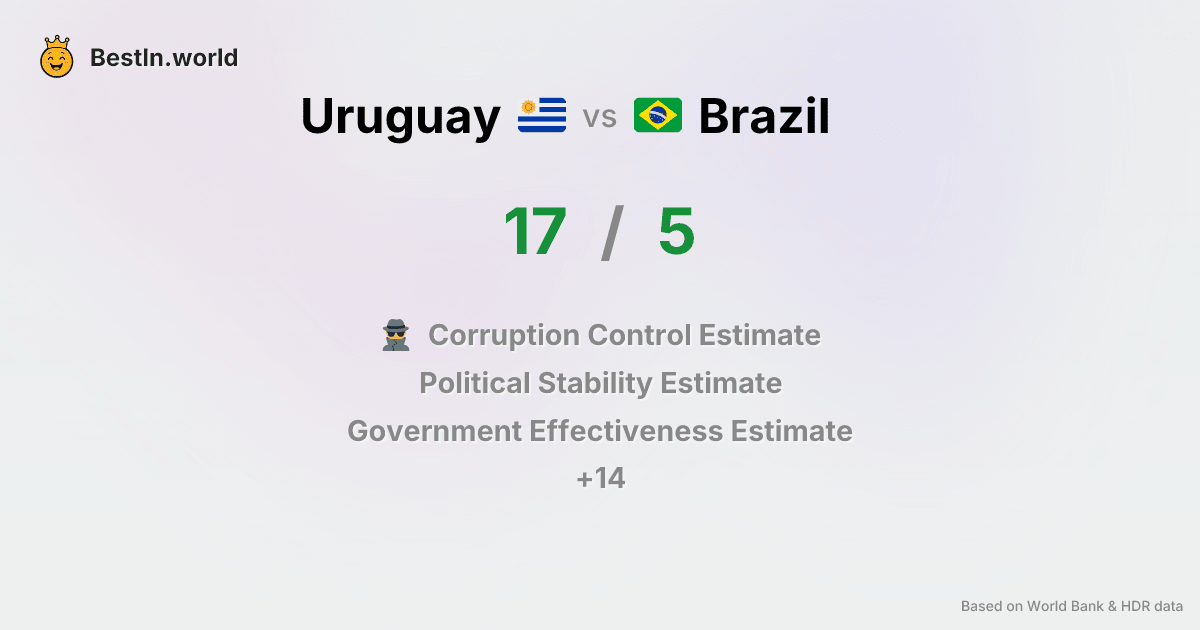 BestIn.world
Uruguay vs Brazil
17 / 5
Corruption Control Estimate
Political Stability Estimate
Government Effectiveness Estimate
+14
Based on World Bank & HDR data